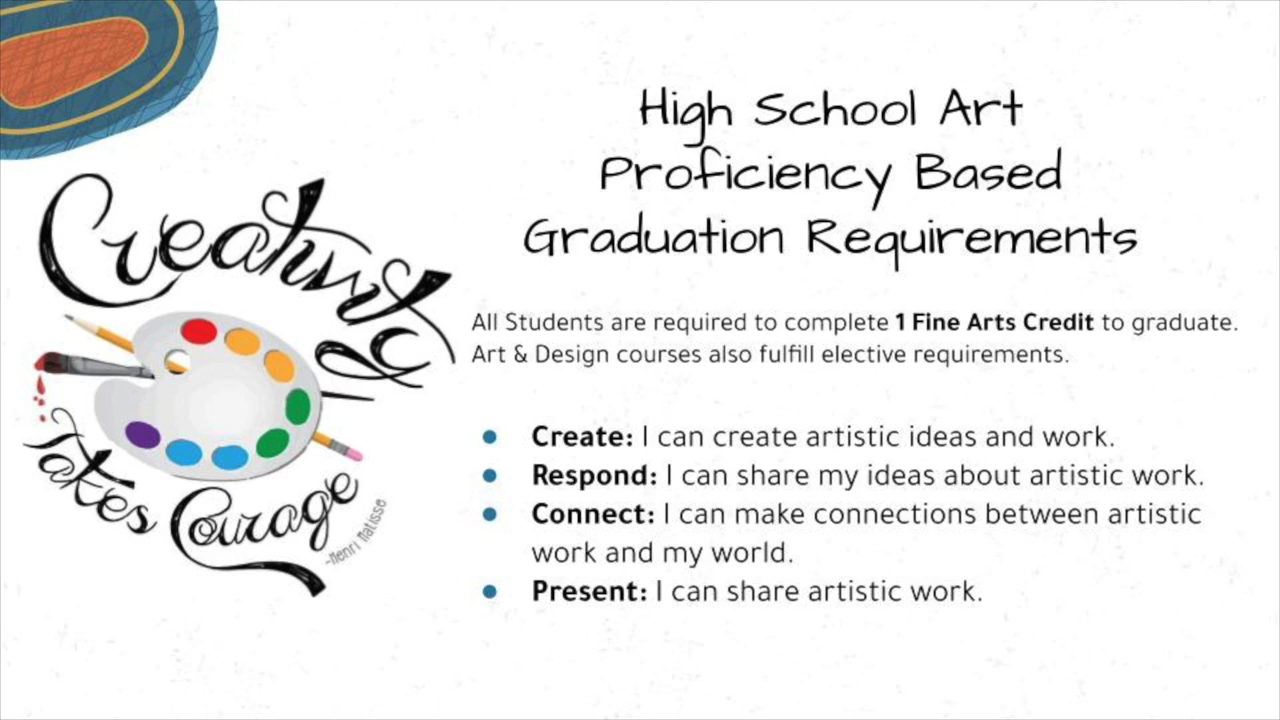 High School Art
Proficiency Based
Graduation Requirements
Creativity
Takes Courage
-Henri Matisse
All Students are required to complete 1 Fine Arts Credit to graduate.
Art & Design courses also fulfill elective requirements.
● Create: I can create artistic ideas and work.
● Respond: I can share my ideas about artistic work.
● Connect: I can make connections between artistic
work and my world.
● Present: I can share artistic work.